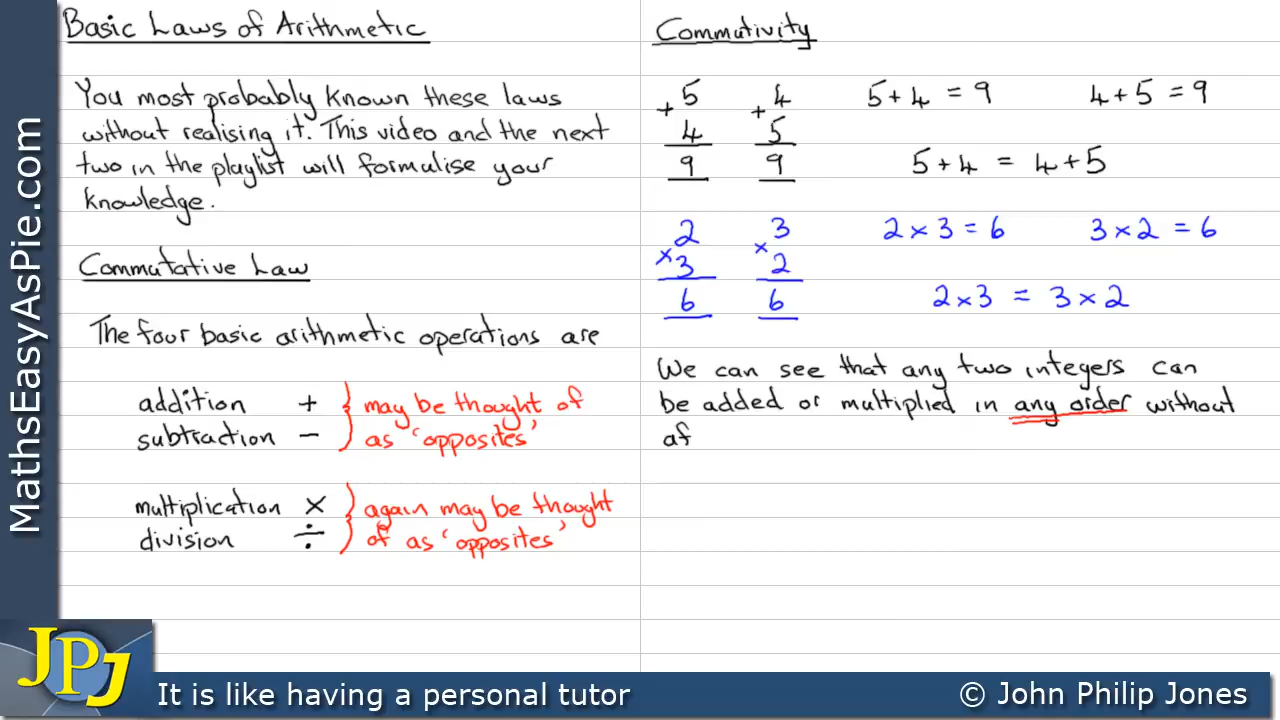 Basic Laws of Arithmetic
You most probably known these laws
without realising it. This video and the next
two in the playlist will formulise your
knowledge.
Commutative Law
The four basic arithmetic operations are
addition +
subtraction −
may be thought of
as 'opposites'
multiplication ×
division ÷
again may be thought
of as 'opposites'
Commutivity
5 4
+ 4 + 5
9 9
5 + 4 = 9 4 + 5 = 9
5 + 4 = 4 + 5
2 3
× 3 × 2
6 6
2 × 3 = 6 3 × 2 = 6
2 × 3 = 3 × 2
We can see that any two integers can
be added or multiplied in any order without
af
MathsEasyAsPie.com
JPJ
It is like having a personal tutor
© John Philip Jones